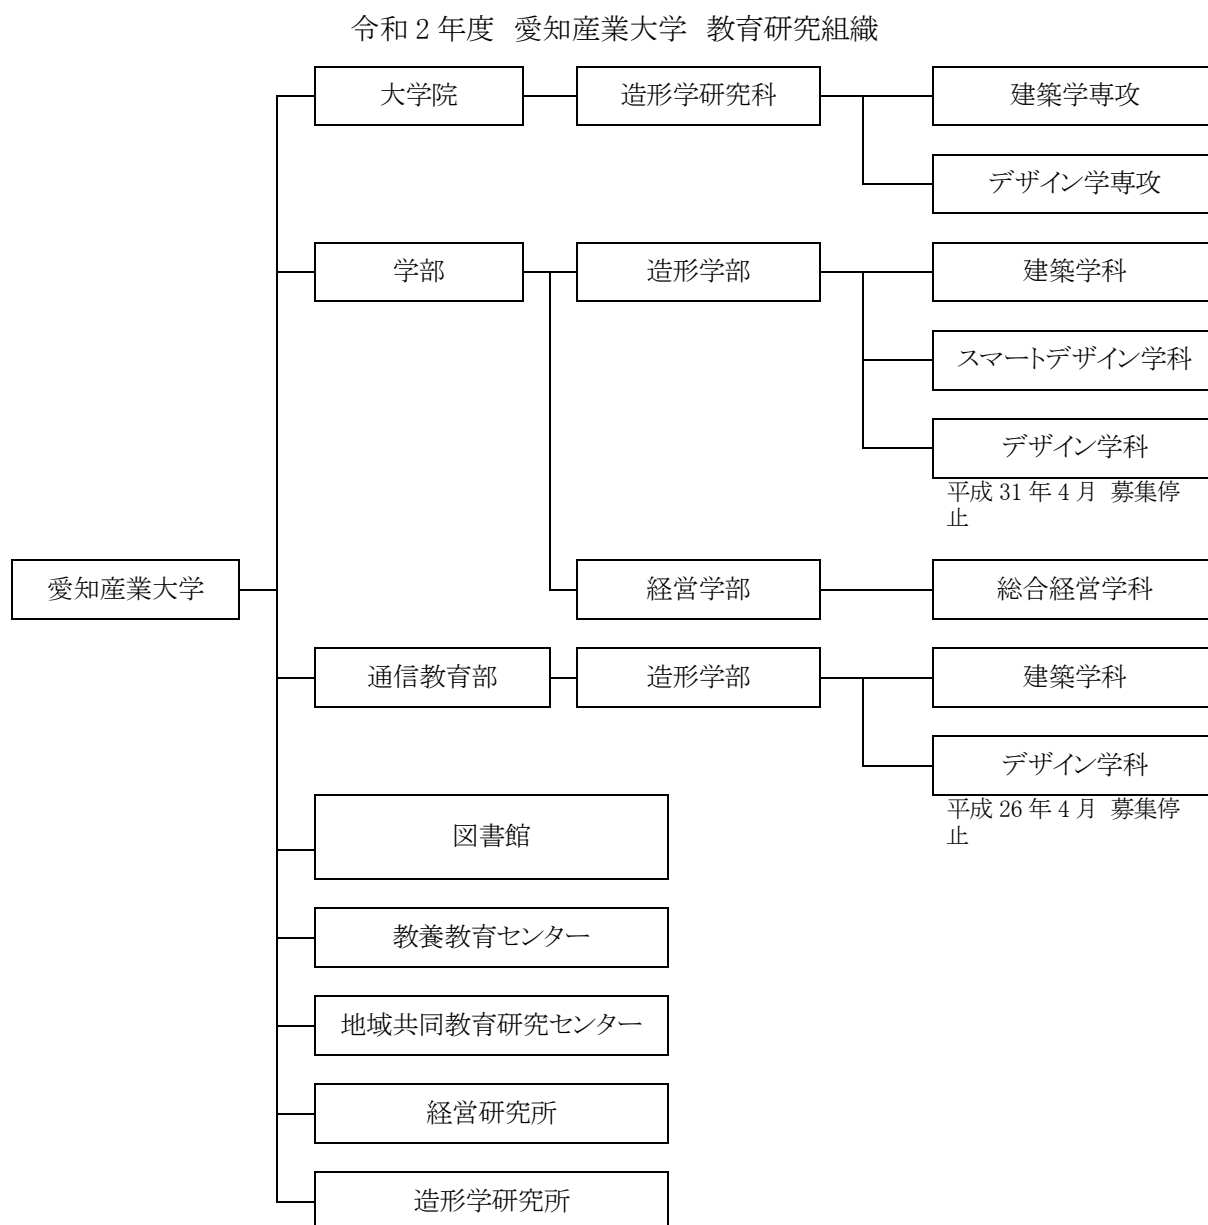 令和 2 年度 愛知産業大学 教育研究組織
大学院
造形学研究科
建築学専攻
デザイン学専攻
学部
造形学部
建築学科
スマートデザイン学科
デザイン学科
平成 31 年 4 月 募集停
止
愛知産業大学
経営学部
総合経営学科
通信教育部
造形学部
建築学科
デザイン学科
平成 26 年 4 月 募集停
止
図書館
教養教育センター
地域共同教育研究センター
経営研究所
造形学研究所